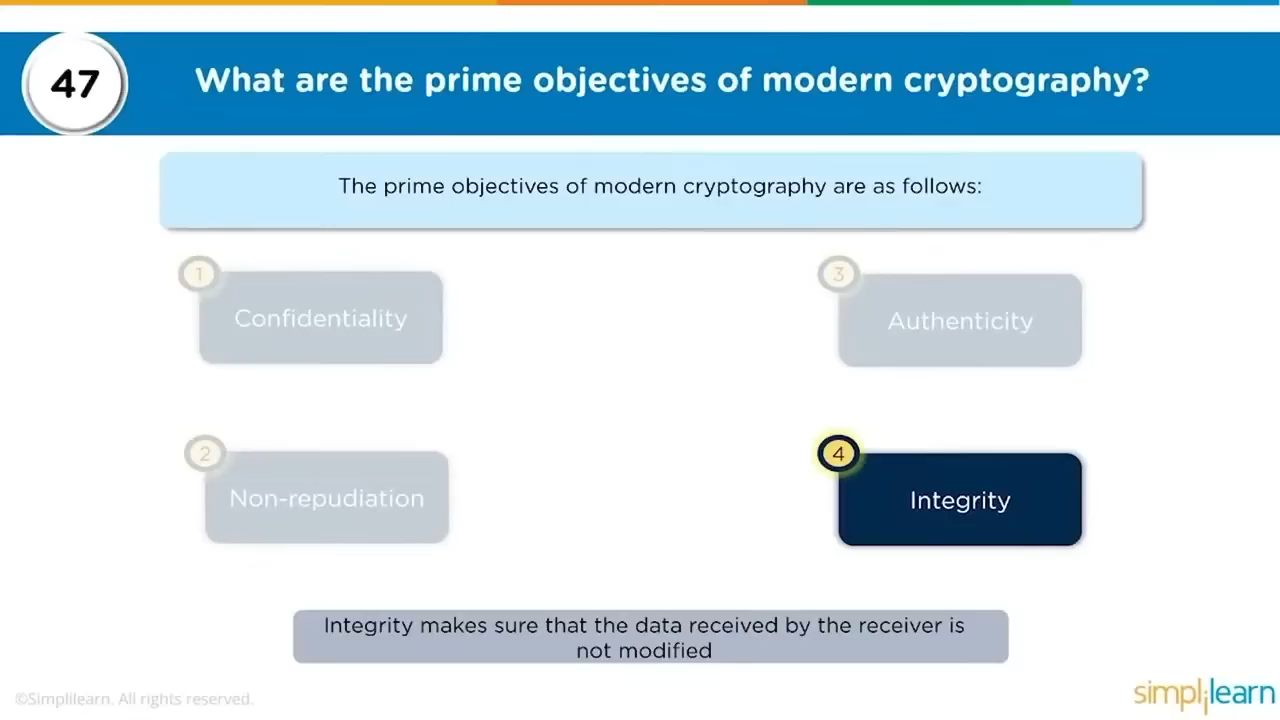 47
What are the prime objectives of modern cryptography?
The prime objectives of modern cryptography are as follows:
1
Confidentiality
3
Authenticity
2
Non-repudiation
4
Integrity
Integrity makes sure that the data received by the receiver is
not modified
©Simplilearn. All rights reserved.
simplilearn